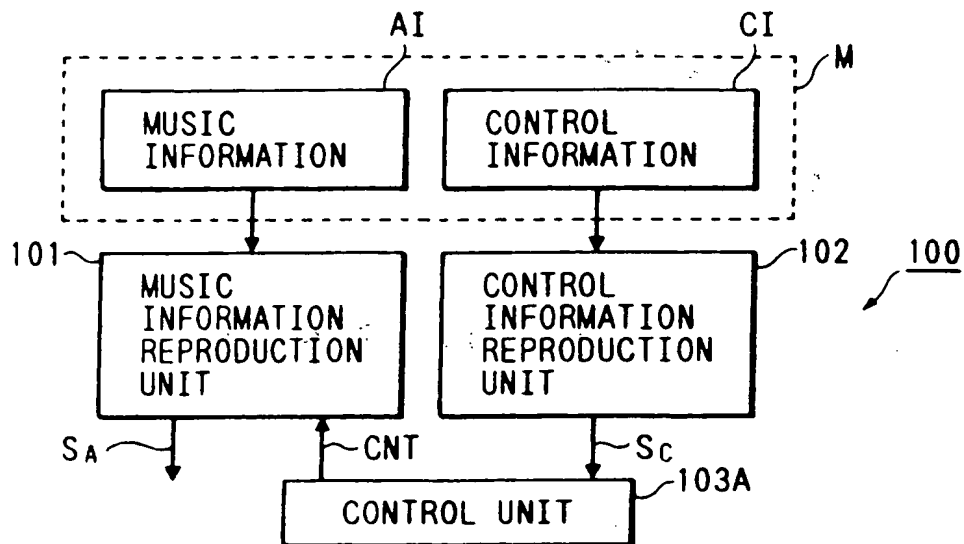 AI
CI
M
MUSIC
INFORMATION
CONTROL
INFORMATION
101
102
100
MUSIC
INFORMATION
REPRODUCTION
UNIT
CONTROL
INFORMATION
REPRODUCTION
UNIT
SA
CNT
SC
103A
CONTROL UNIT